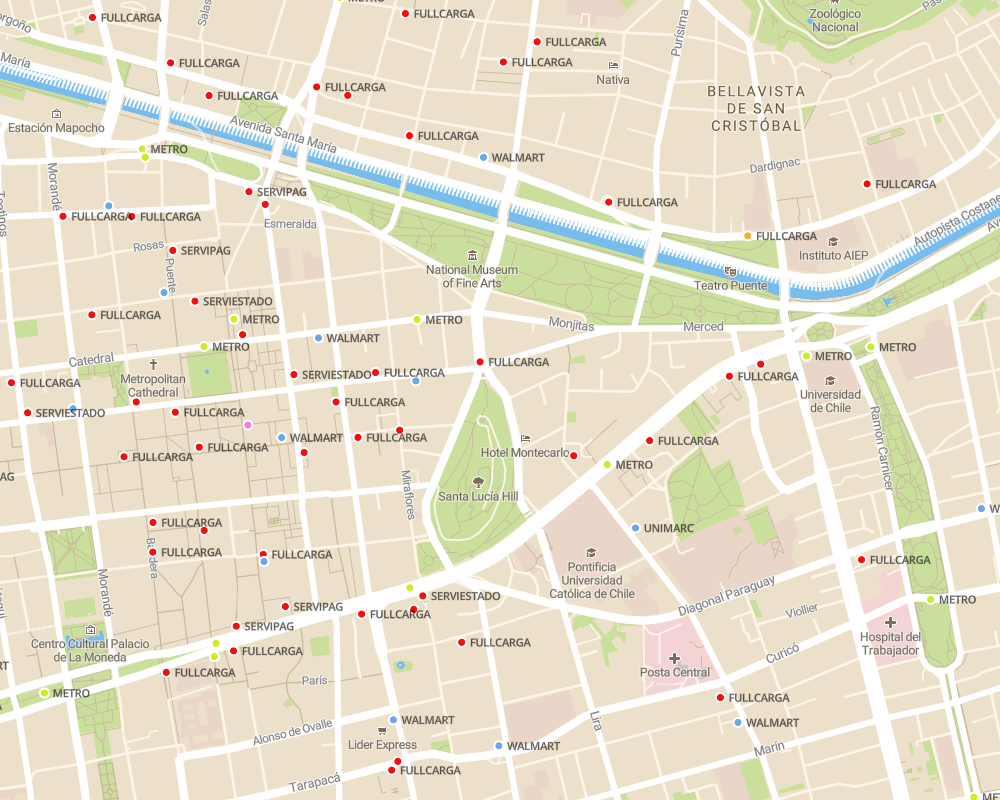 METRO
FULLCARGA
FULLCARGA
Zoológico
Nacional
Salas
Purísima
FULLCARGA
FULLCARGA
FULLCARGA
Nativa
FULLCARGA
FULLCARGA
BELLAVISTA
DE SAN
CRISTÓBAL
María
Estación Mapocho
Avenida Santa María
FULLCARGA
METRO
WALMART
Dardignac
Morandé
SERVIPAG
FULLCARGA
FULLCARGA
FULLCARGA
FULLCARGA
Esmeralda
FULLCARGA
Autopista Costane
Rosas
SERVIPAG
Instituto AIEP
Puente
National Museum
of Fine Arts
Teatro Puente
SERVIESTADO
FULLCARGA
METRO
METRO
Monjitas
Merced
WALMART
METRO
METRO
METRO
Catedral
FULLCARGA
Metropolitan
Cathedral
SERVIESTADO
FULLCARGA
FULLCARGA
FULLCARGA
Universidad
de Chile
SERVIESTADO
FULLCARGA
FULLCARGA
Ramón Carnicer
WALMART
FULLCARGA
FULLCARGA
FULLCARGA
FULLCARGA
Hotel Montecarlo
METRO
Miraflores
Santa Lucía Hill
FULLCARGA
UNIMARC
FULLCARGA
FULLCARGA
Bandera
Pontificia
Universidad
Católica de Chile
FULLCARGA
Morandé
Diagonal Paraguay
SERVIPAG
SERVIESTADO
FULLCARGA
METRO
Viollier
SERVIPAG
Centro Cultural Palacio
de La Moneda
FULLCARGA
FULLCARGA
Hospital del
Trabajador
Curicó
FULLCARGA
Posta Central
París
METRO
FULLCARGA
Lira
WALMART
WALMART
Alonso de Ovalle
Lider Express
WALMART
Marín
FULLCARGA
Tarapacá